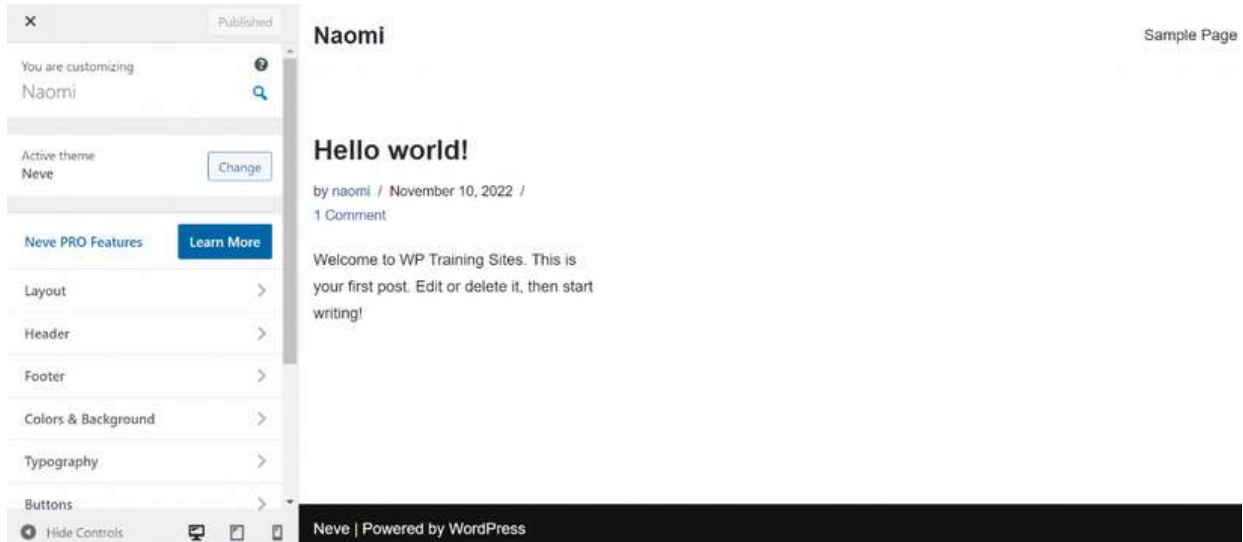 Published
You are customizing
Naomi
Active theme
Neve
Change
Neve PRO Features
Learn More
Layout
Header
Footer
Colors & Background
Typography
Buttons
Hide Controls
Naomi
Sample Page
Hello world!
by naomi / November 10, 2022 /
1 Comment
Welcome to WP Training Sites. This is
your first post. Edit or delete it, then start
writing!
Neve | Powered by WordPress